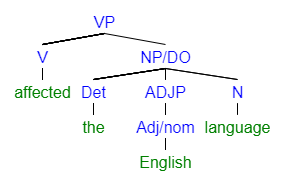 VP
V NP/DO
affected Det ADJP N
the Adj/nom language
English